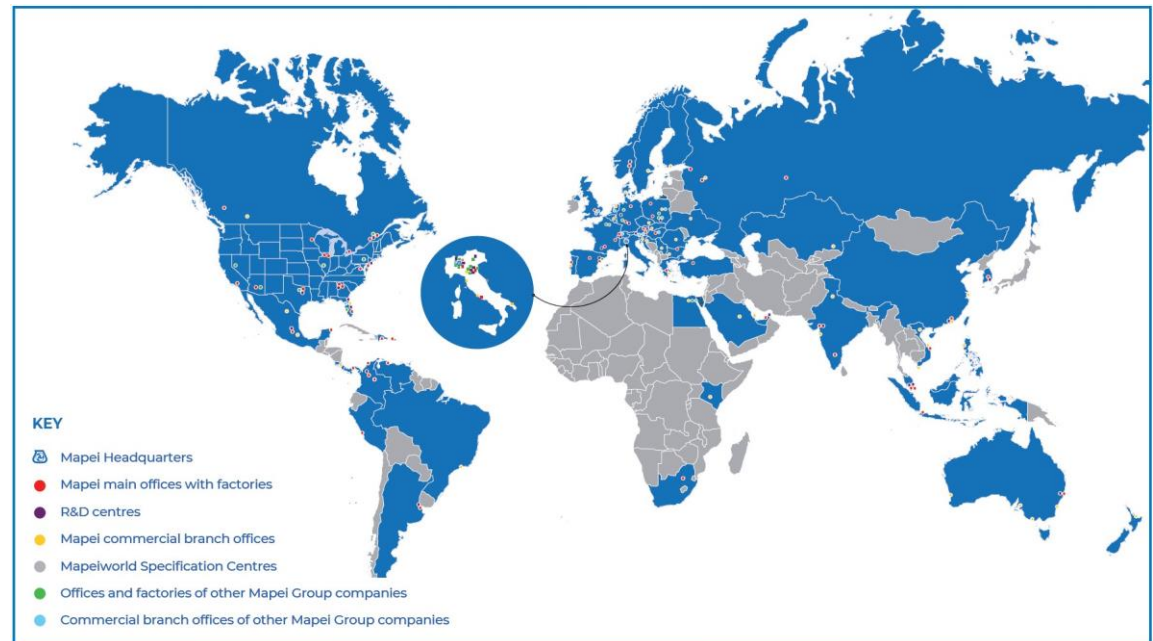 KEY
Mapei Headquarters
Mapei main offices with factories
R&D centres
Mapei commercial branch offices
Mapeiworld Specification Centres
Offices and factories of other Mapei Group companies
Commercial branch offices of other Mapei Group companies